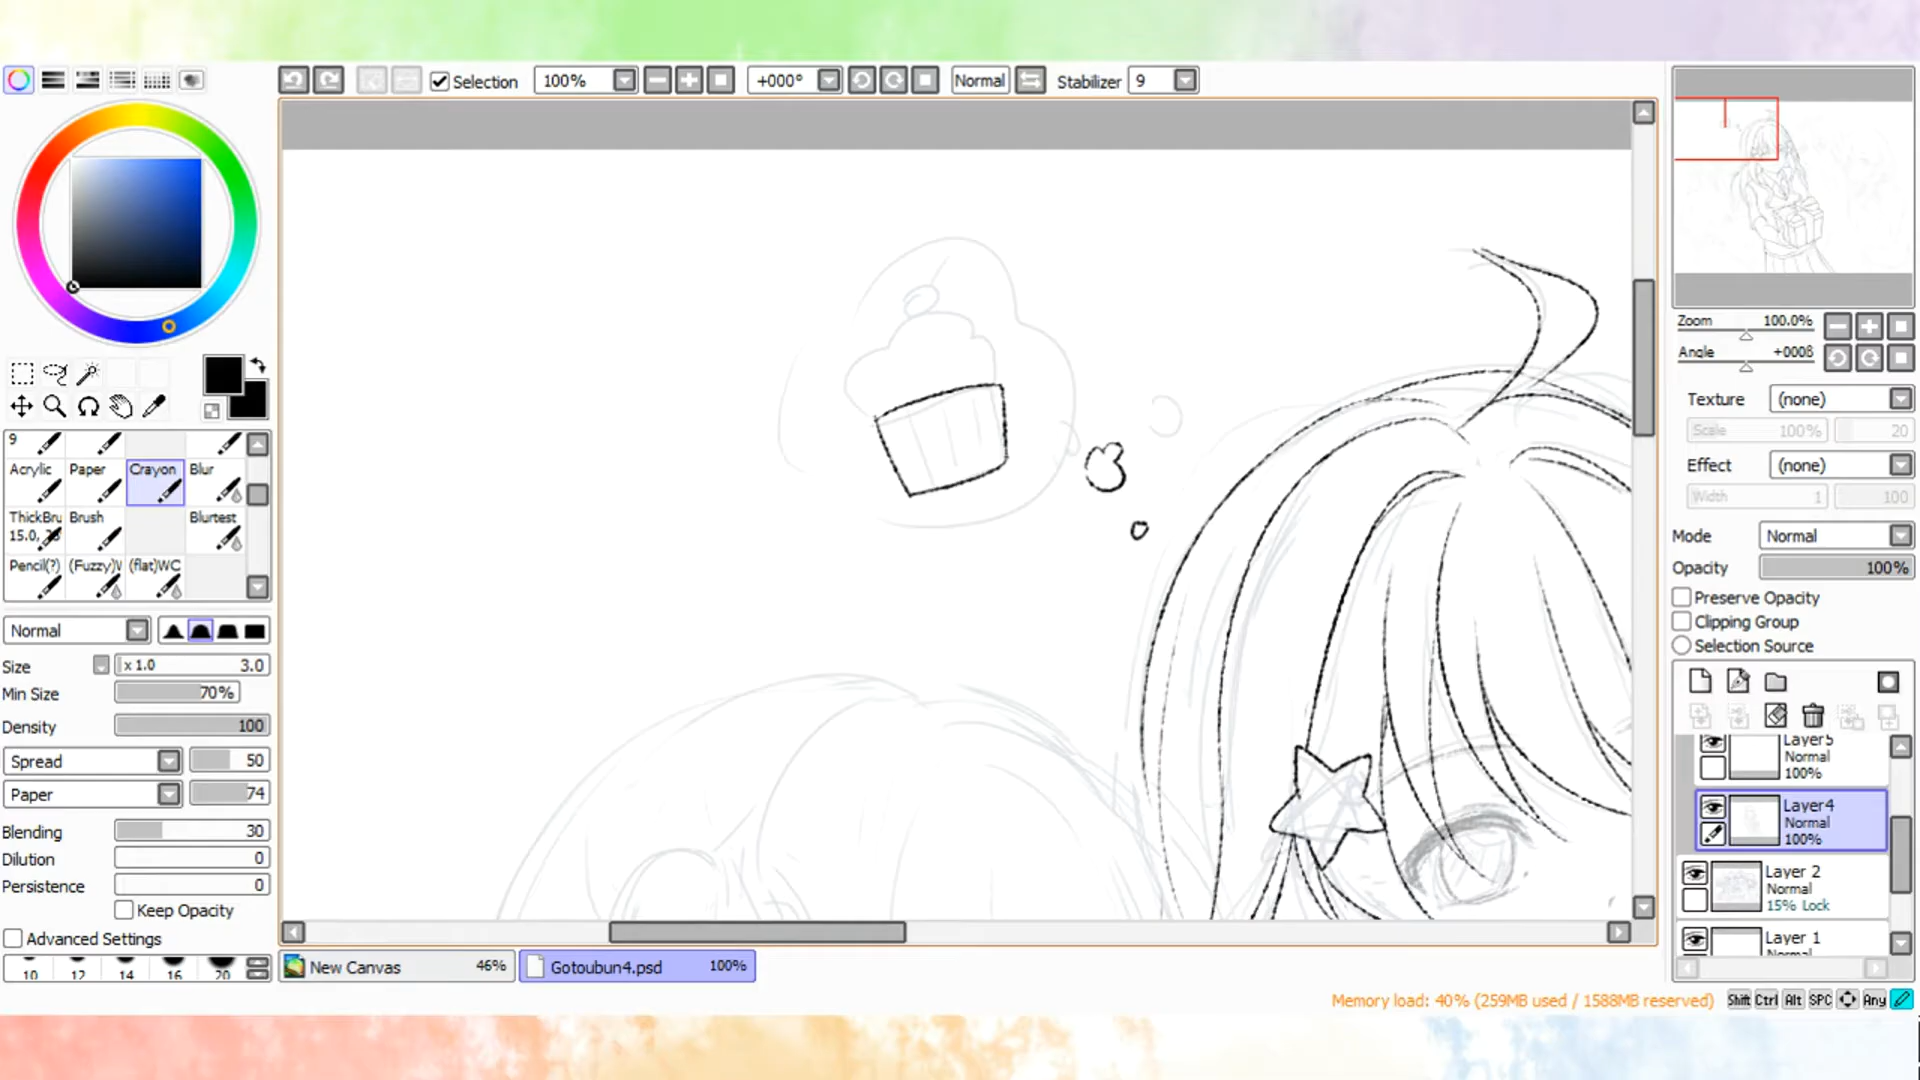 Selection 100% +000° Normal Stabilizer 9
Zoom 100.0%
Angle +000ß
9
Acrylic Paper Crayon Blur
ThickBru Brush Blurtest
15.0,
Pencil(?) (Fuzzy)W (flat)WC
Normal
Size x 1.0 3.0
Min Size 70%
Density 100
Spread 50
Paper 74
Blending 30
Dilution 0
Persistence 0
Keep Opacity
Advanced Settings
10 12 14 16 20
New Canvas 46% Gotoubun4.psd 100%
Texture (none)
Scale 100% 20
Effect (none)
Width 1 100
Mode Normal
Opacity 100%
Preserve Opacity
Clipping Group
Selection Source
Layer5
Normal
100%
Layer4
Normal
100%
Layer 2
Normal
15% Lock
Layer 1
Normal
Memory load: 40% (259MB used / 1588MB reserved) Shift Ctrl Alt SPC Any